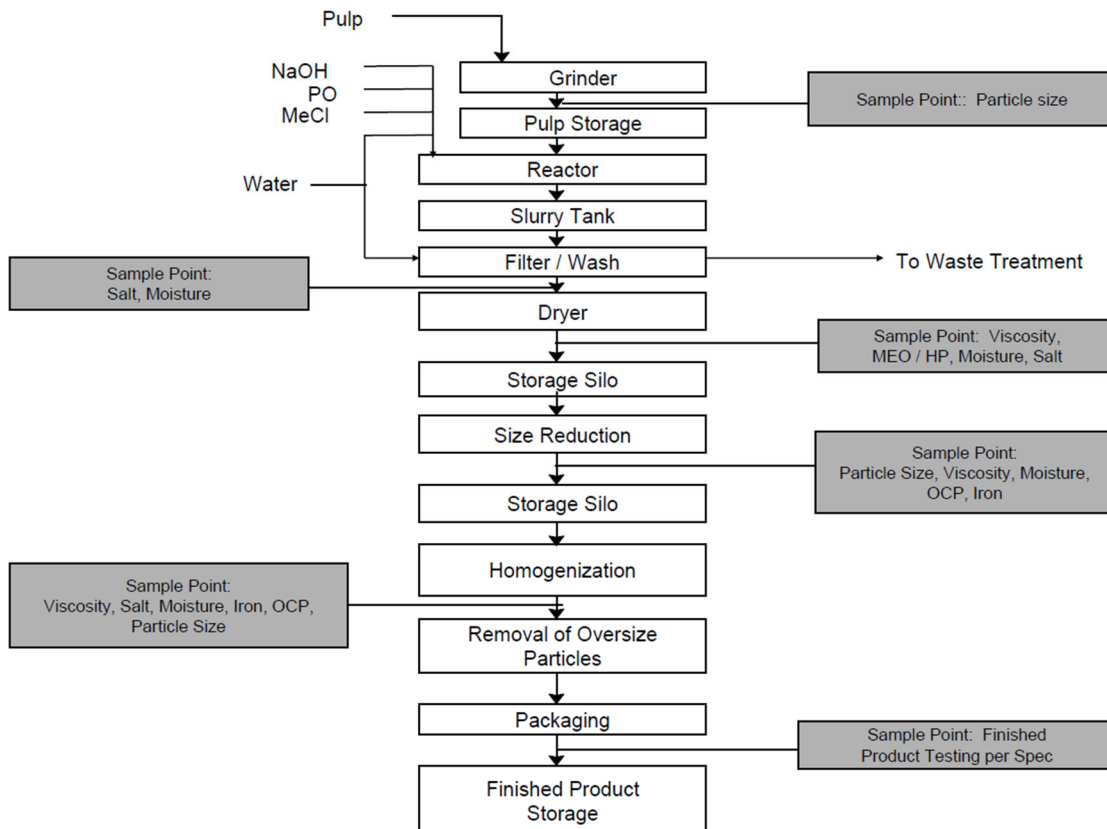 Pulp
NaOH
PO
MeCl
Water
Grinder
Sample Point:: Particle size
Pulp Storage
Reactor
Slurry Tank
Filter / Wash
To Waste Treatment
Sample Point:
Salt, Moisture
Dryer
Sample Point: Viscosity,
MEO / HP, Moisture, Salt
Storage Silo
Size Reduction
Sample Point:
Particle Size, Viscosity, Moisture,
OCP, Iron
Storage Silo
Homogenization
Sample Point:
Viscosity, Salt, Moisture, Iron, OCP,
Particle Size
Removal of Oversize
Particles
Packaging
Sample Point: Finished
Product Testing per Spec
Finished Product
Storage